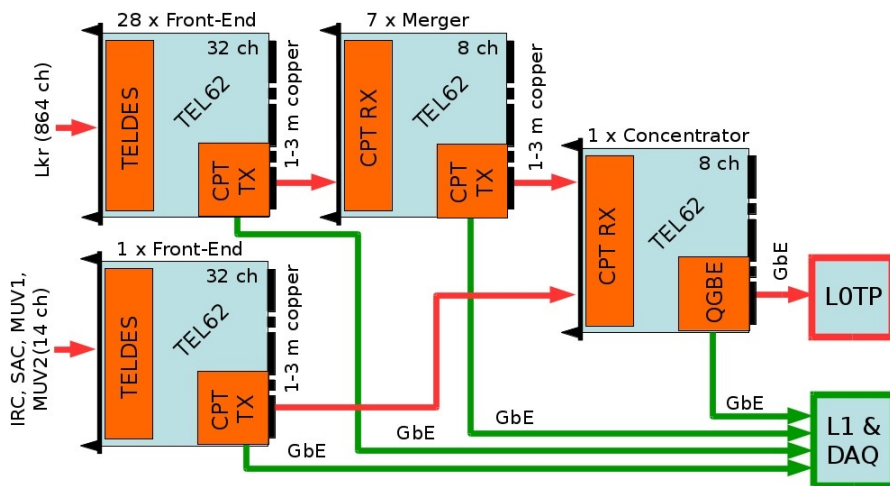 28 x Front-End
32 ch
TELDES
TEL62
CPT
TX
Lkr (864 ch)
1-3 m copper
7 x Merger
8 ch
CPT RX
TEL62
CPT
TX
1-3 m copper
1 x Concentrator
8 ch
CPT RX
TEL62
QGBE
GbE
L0TP
1 x Front-End
32 ch
TELDES
TEL62
CPT
TX
IRC, SAC, MUV1,
MUV2(14 ch)
1-3 m copper
GbE
GbE
GbE
GbE
L1 &
DAQ